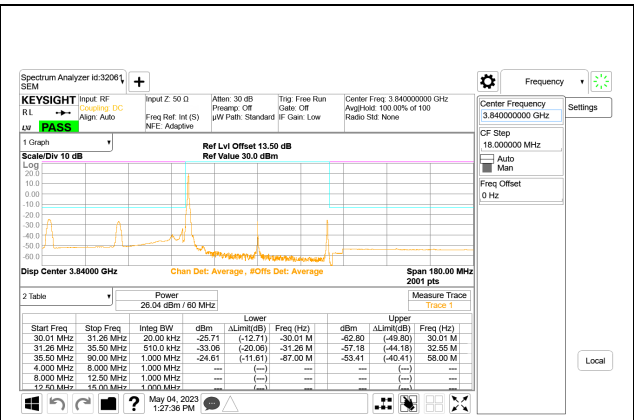 Spectrum Analyzer id:32061
SEM
Frequency
KEYSIGHT
RL
PASS
Input: RF
Coupling: DC
Align: Auto
Input Z: 50 Ω
Freq Ref: Int (S)
NFE: Adaptive
Atten: 30 dB
Preamp: Off
µW Path: Standard
Trig: Free Run
Gate: Off
IF Gain: Low
Center Freq: 3.840000000 GHz
Avg|Hold: 100.00% of 100
Radio Std: None
Center Frequency
3.840000000 GHz
Settings
CF Step
18.000000 MHz
Auto
Man
Freq Offset
0 Hz
Local
1 Graph
Scale/Div 10 dB
Ref Lvl Offset 13.50 dB
Ref Value 30.0 dBm
Log
20.0
10.0
0.00
-10.0
-20.0
-30.0
-40.0
-50.0
-60.0
Disp Center 3.84000 GHz
Chan Det: Average , #Offs Det: Average
Span 180.00 MHz
2001 pts
2 Table
Power
26.04 dBm / 60 MHz
Measure Trace
Trace 1
Lower Upper
Start Freq Stop Freq Integ BW dBm ΔLimit(dB) Freq (Hz) dBm ΔLimit(dB) Freq (Hz)
30.01 MHz 31.26 MHz 20.00 kHz -25.71 (-12.71) -30.01 M -62.80 (-49.80) 30.01 M
31.26 MHz 35.50 MHz 510.0 kHz -33.06 (-20.06) -31.26 M -57.18 (-44.18) 32.55 M
35.50 MHz 90.00 MHz 1.000 MHz -24.61 (-11.61) -87.00 M -53.41 (-40.41) 58.00 M
4.000 MHz 8.000 MHz 1.000 MHz --- (---) --- --- (---) ---
8.000 MHz 12.50 MHz 1.000 MHz --- (---) --- --- (---) ---
12.50 MHz 15.00 MHz 1.000 MHz --- (---) --- --- (---) ---
May 04, 2023
1:27:36 PM